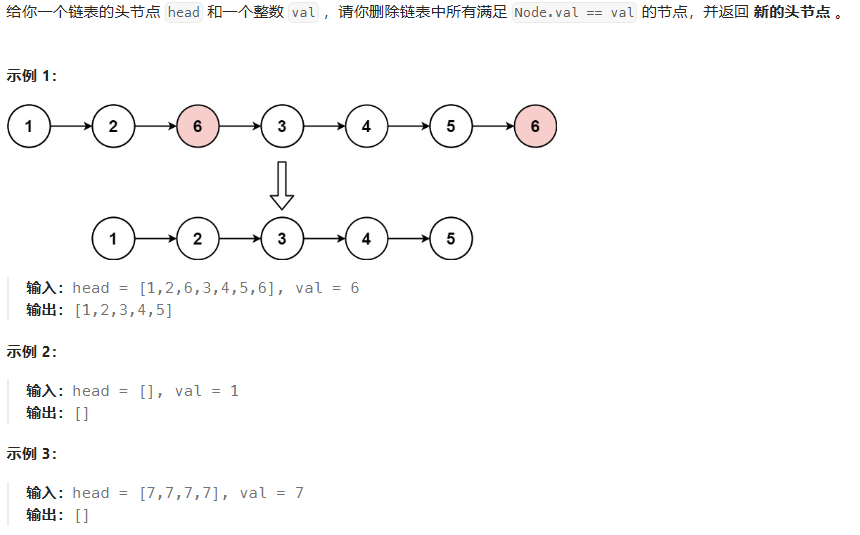 给你一个链表的头节点 head 和一个整数 val ，请你删除链表中所有满足 Node.val == val 的节点，并返回 新的头节点 。
示例 1：
1 2 6 3 4 5 6
1 2 3 4 5
输入：head = [1,2,6,3,4,5,6], val = 6
输出：[1,2,3,4,5]
示例 2：
输入：head = [], val = 1
输出：[]
示例 3：
输入：head = [7,7,7,7], val = 7
输出：[]